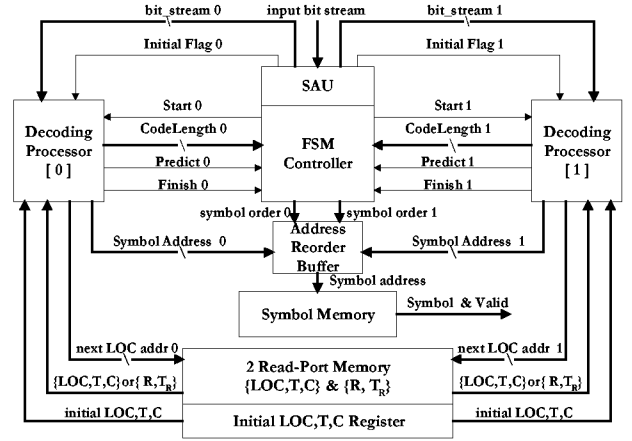 bit_stream 0
input bit stream
bit_stream 1
Initial Flag 0
Initial Flag 1
SAU
Start 0
Start 1
Decoding
Processor
[ 0 ]
CodeLength 0
FSM
Controller
CodeLength 1
Decoding
Processor
[ 1 ]
Predict 0
Predict 1
Finish 0
Finish 1
symbol order 0
symbol order 1
Address
Reorder
Buffer
Symbol Address 0
Symbol Address 1
Symbol address
Symbol Memory
Symbol & Valid
next LOC addr 0
next LOC addr 1
2 Read-Port Memory
{LOC,T,C} & {R, TR}
{LOC,T,C}or{ R,TR}
{LOC,T,C}or{ R,TR}
initial LOC,T,C
Initial LOC,T,C Register
initial LOC,T,C